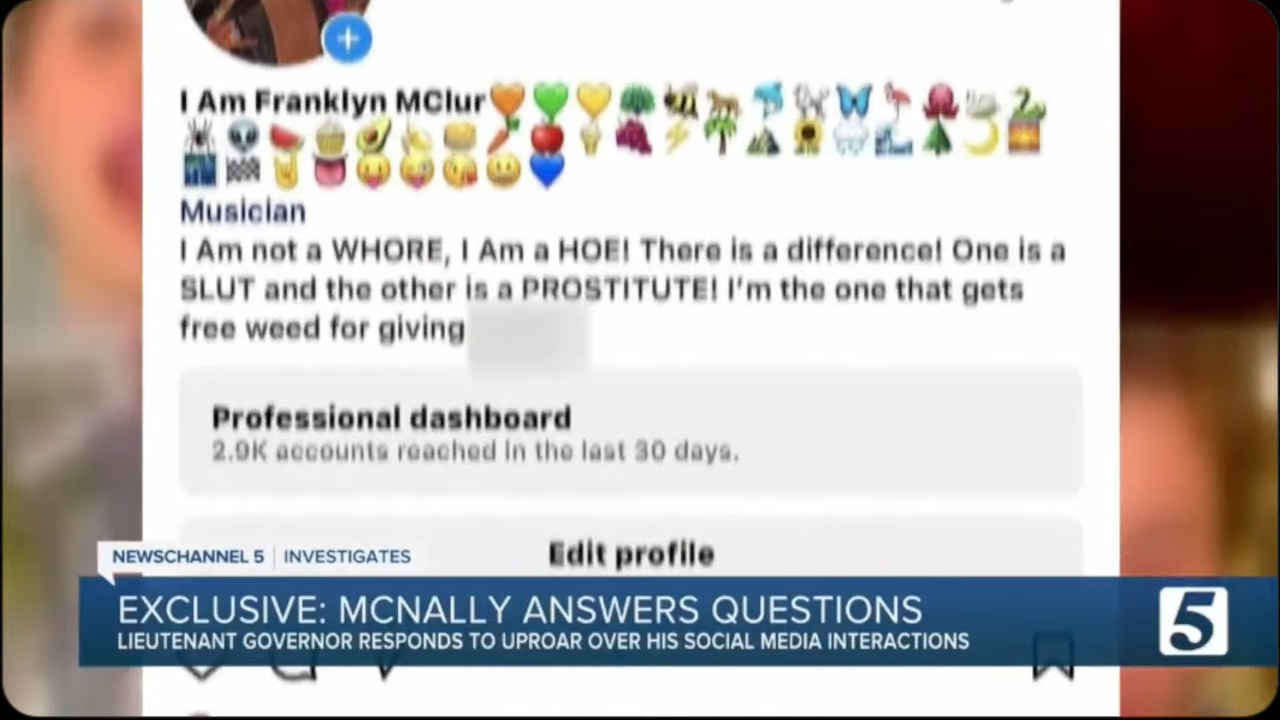 I Am Franklyn MClur🧡💚💛🌳🐝🐅🐬🐩🦋🦩🐙🦢🐍
🕷👽🍉🧁🥑🍌🍔🥕🍎🍦🍇⚡🌴⛰🌻🌨🌊🌲🌙🌅
🌃🏁🤘👅😛😜😘😀💙
Musician
I Am not a WHORE, I Am a HOE! There is a difference! One is a
SLUT and the other is a PROSTITUTE! I'm the one that gets
free weed for giving
Professional dashboard
2.9K accounts reached in the last 30 days.
Edit profile
NEWSCHANNEL 5 | INVESTIGATES
EXCLUSIVE: MCNALLY ANSWERS QUESTIONS
LIEUTENANT GOVERNOR RESPONDS TO UPROAR OVER HIS SOCIAL MEDIA INTERACTIONS
5